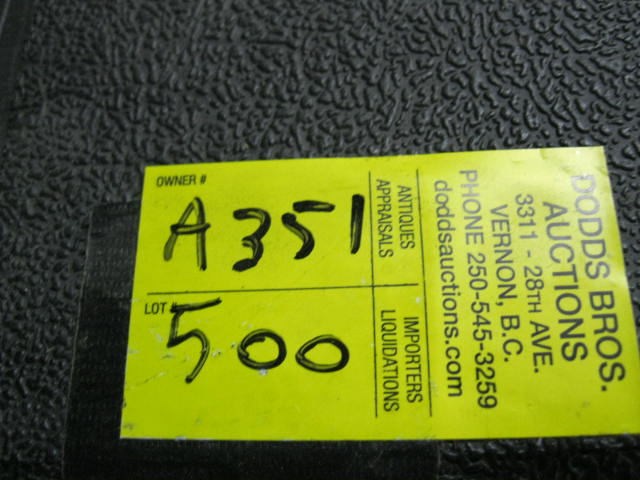 OWNER #
A351
LOT #
500
ANTIQUES
APPRAISALS
IMPORTERS
LIQUIDATIONS
DODDS BROS.
AUCTIONS
3311 - 28TH AVE.
VERNON, B.C.
PHONE 250-545-3259
doddsauctions.com